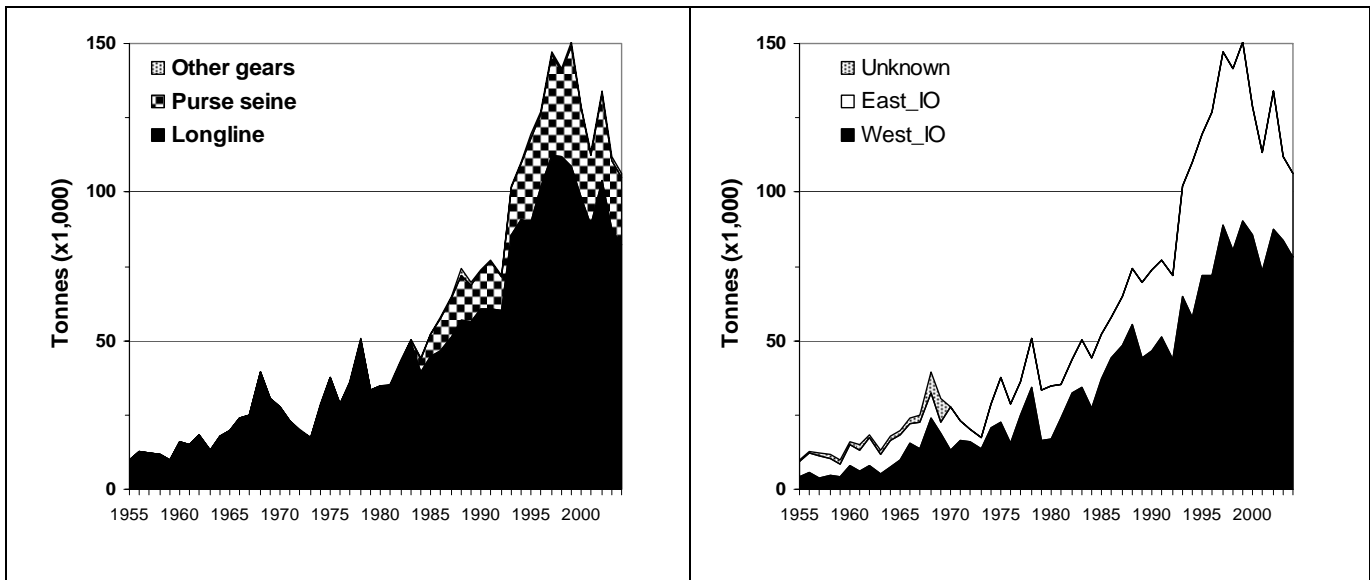 150
100
50
0
Tonnes (x1,000)
Other gears
Purse seine
Longline
1955 1960 1965 1970 1975 1980 1985 1990 1995 2000
150
100
50
0
Tonnes (x1,000)
Unknown
East_IO
West_IO
1955 1960 1965 1970 1975 1980 1985 1990 1995 2000